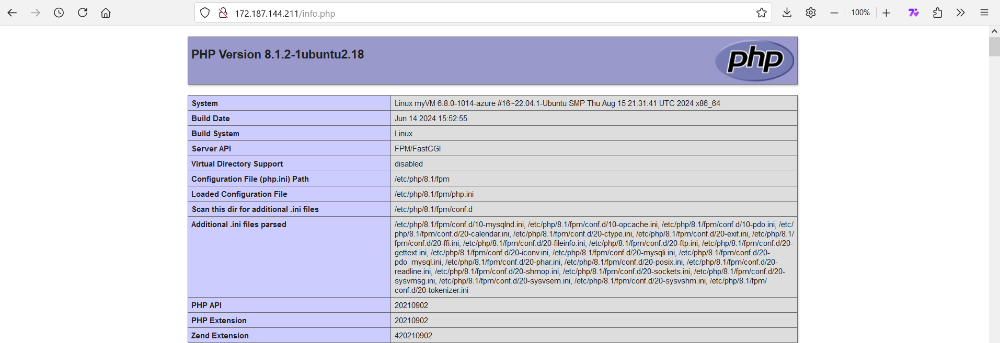 172.187.144.211/info.php
100%
PHP Version 8.1.2-1ubuntu2.18
php
System
Linux myVM 6.8.0-1014-azure #16~22.04.1-Ubuntu SMP Thu Aug 15 21:31:41 UTC 2024 x86_64
Build Date
Jun 14 2024 15:52:55
Build System
Linux
Server API
FPM/FastCGI
Virtual Directory Support
disabled
Configuration File (php.ini) Path
/etc/php/8.1/fpm
Loaded Configuration File
/etc/php/8.1/fpm/php.ini
Scan this dir for additional .ini files
/etc/php/8.1/fpm/conf.d
Additional .ini files parsed
/etc/php/8.1/fpm/conf.d/10-mysqlnd.ini, /etc/php/8.1/fpm/conf.d/10-opcache.ini, /etc/php/8.1/fpm/conf.d/10-pdo.ini, /etc/
php/8.1/fpm/conf.d/20-calendar.ini, /etc/php/8.1/fpm/conf.d/20-ctype.ini, /etc/php/8.1/fpm/conf.d/20-exif.ini, /etc/php/8.1/
fpm/conf.d/20-ffi.ini, /etc/php/8.1/fpm/conf.d/20-fileinfo.ini, /etc/php/8.1/fpm/conf.d/20-ftp.ini, /etc/php/8.1/fpm/conf.d/20-
gettext.ini, /etc/php/8.1/fpm/conf.d/20-iconv.ini, /etc/php/8.1/fpm/conf.d/20-mysqli.ini, /etc/php/8.1/fpm/conf.d/20-
pdo_mysql.ini, /etc/php/8.1/fpm/conf.d/20-phar.ini, /etc/php/8.1/fpm/conf.d/20-posix.ini, /etc/php/8.1/fpm/conf.d/20-
readline.ini, /etc/php/8.1/fpm/conf.d/20-shmop.ini, /etc/php/8.1/fpm/conf.d/20-sockets.ini, /etc/php/8.1/fpm/conf.d/20-
sysvmsg.ini, /etc/php/8.1/fpm/conf.d/20-sysvsem.ini, /etc/php/8.1/fpm/conf.d/20-sysvshm.ini, /etc/php/8.1/fpm/
conf.d/20-tokenizer.ini
PHP API
20210902
PHP Extension
20210902
Zend Extension
420210902